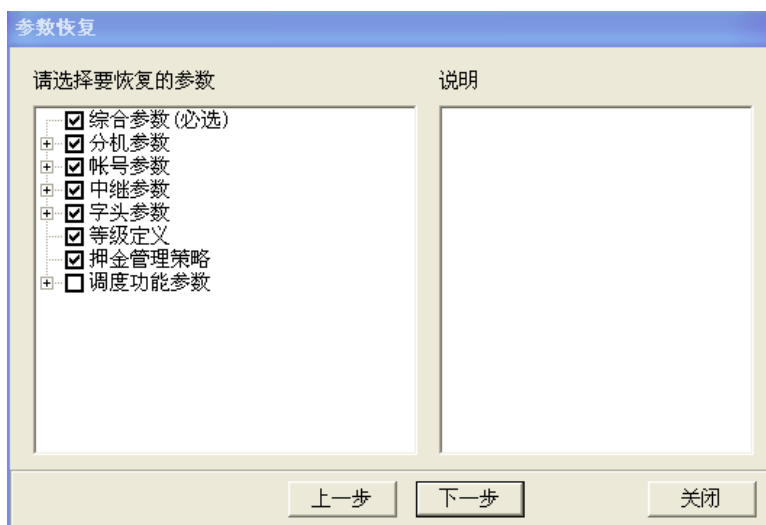 参数恢复
请选择要恢复的参数
说明
综合参数(必选)
分机参数
帐号参数
中继参数
字头参数
等级定义
押金管理策略
调度功能参数
上一步
下一步
关闭